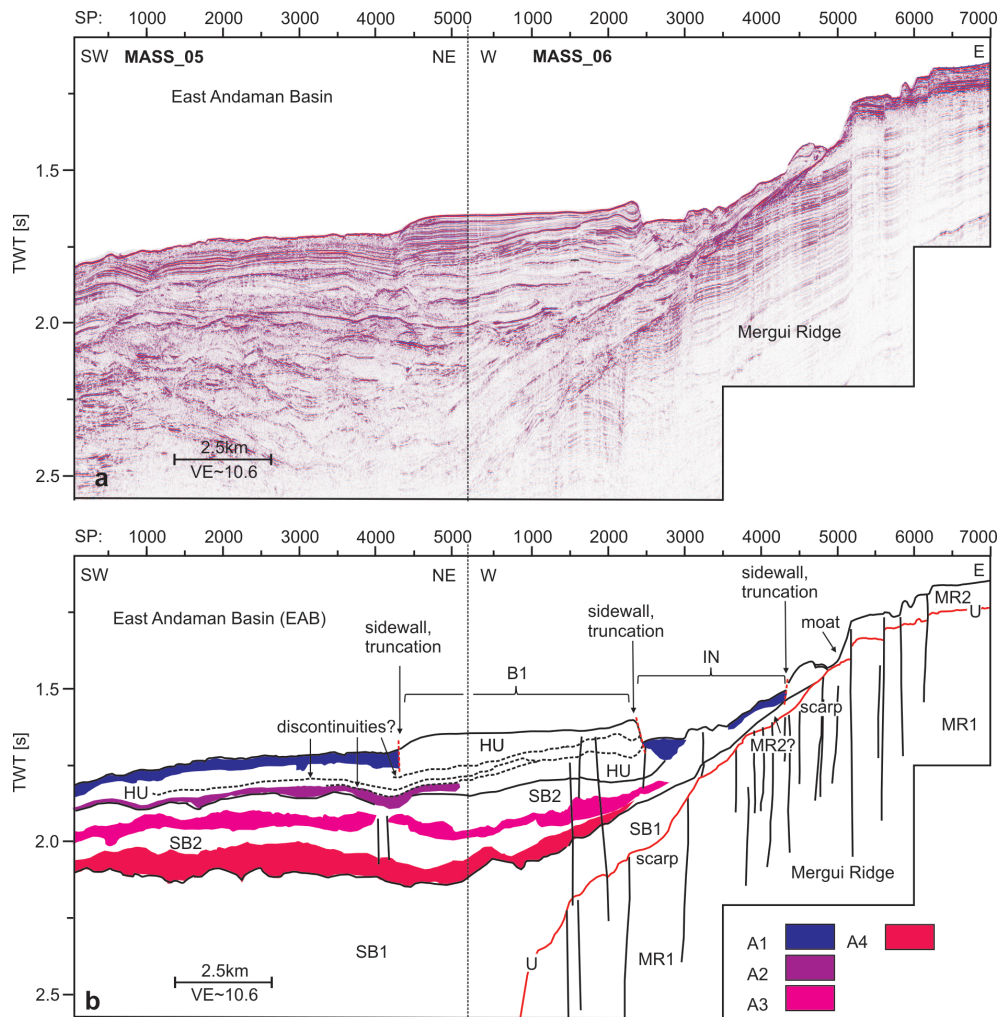 SP: 1000 2000 3000 4000 5000 1000 2000 3000 4000 5000 6000 7000
SW MASS_05 NE W MASS_06 E
East Andaman Basin
1.5
TWT [s]
2.0
Mergui Ridge
2.5km
VE~10.6
2.5
a
SP: 1000 2000 3000 4000 5000 1000 2000 3000 4000 5000 6000 7000
SW NE W E
sidewall,
truncation
MR2
U
East Andaman Basin (EAB)
sidewall,
truncation
sidewall,
truncation
moat
B1
IN
1.5
discontinuities?
scarp
HU
MR2?
MR1
TWT [s]
HU
HU
SB2
2.0
SB2
SB1
scarp
Mergui Ridge
A1 A4
SB1
MR1
U
A2
2.5km
VE~10.6
A3
2.5
b